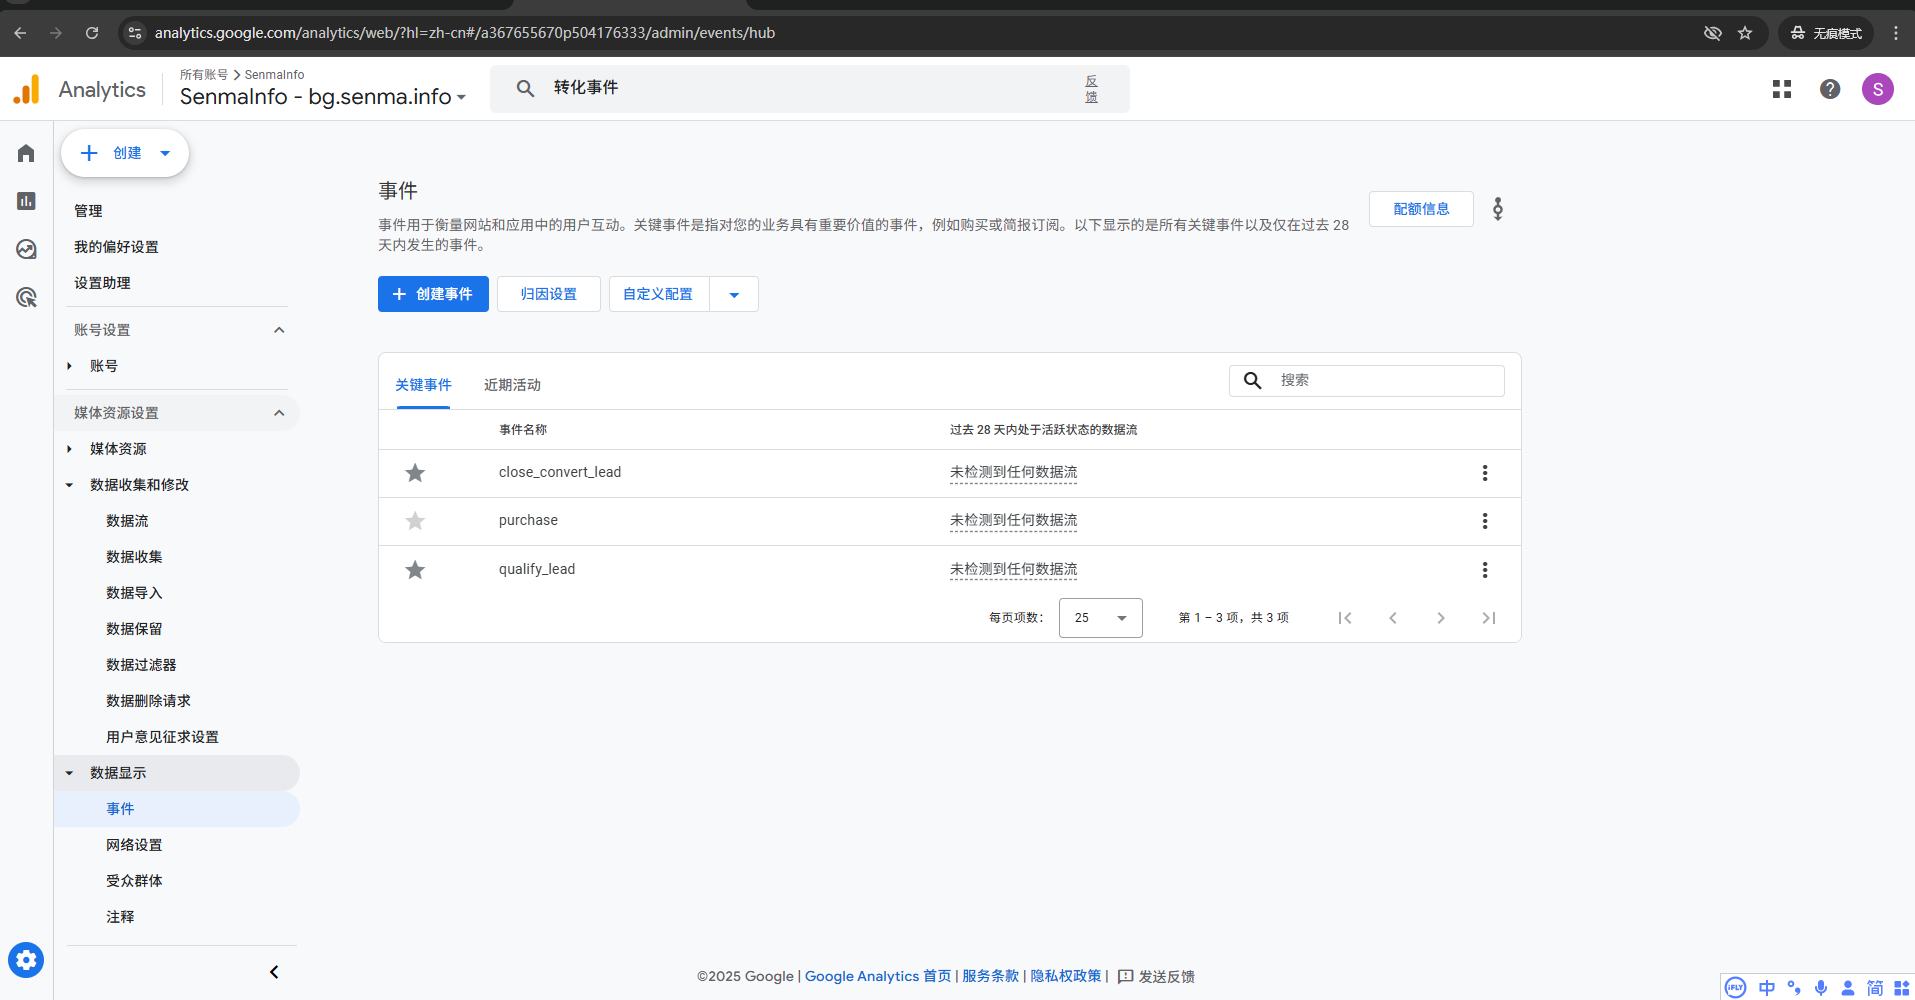 analytics.google.com/analytics/web/?hl=zh-cn#/a367655670p504176333/admin/events/hub
无痕模式
Analytics
所有账号 > SenmaInfo
SenmaInfo - bg.senma.info
转化事件
反馈
S
创建
管理
我的偏好设置
设置助理
账号设置
账号
媒体资源设置
媒体资源
数据收集和修改
数据流
数据收集
数据导入
数据保留
数据过滤器
数据删除请求
用户意见征求设置
数据显示
事件
网络设置
受众群体
注释
事件
事件用于衡量网站和应用中的用户互动。关键事件是指对您的业务具有重要价值的事件，例如购买或简报订阅。以下显示的是所有关键事件以及仅在过去 28
天内发生的事件。
配额信息
创建事件
归因设置
自定义配置
关键事件
近期活动
搜索
事件名称
过去 28 天内处于活跃状态的数据流
close_convert_lead
未检测到任何数据流
purchase
未检测到任何数据流
qualify_lead
未检测到任何数据流
每页项数：
25
第 1 – 3 项，共 3 项
©2025 Google | Google Analytics 首页 | 服务条款 | 隐私权政策 | 发送反馈
iFLY 中 简